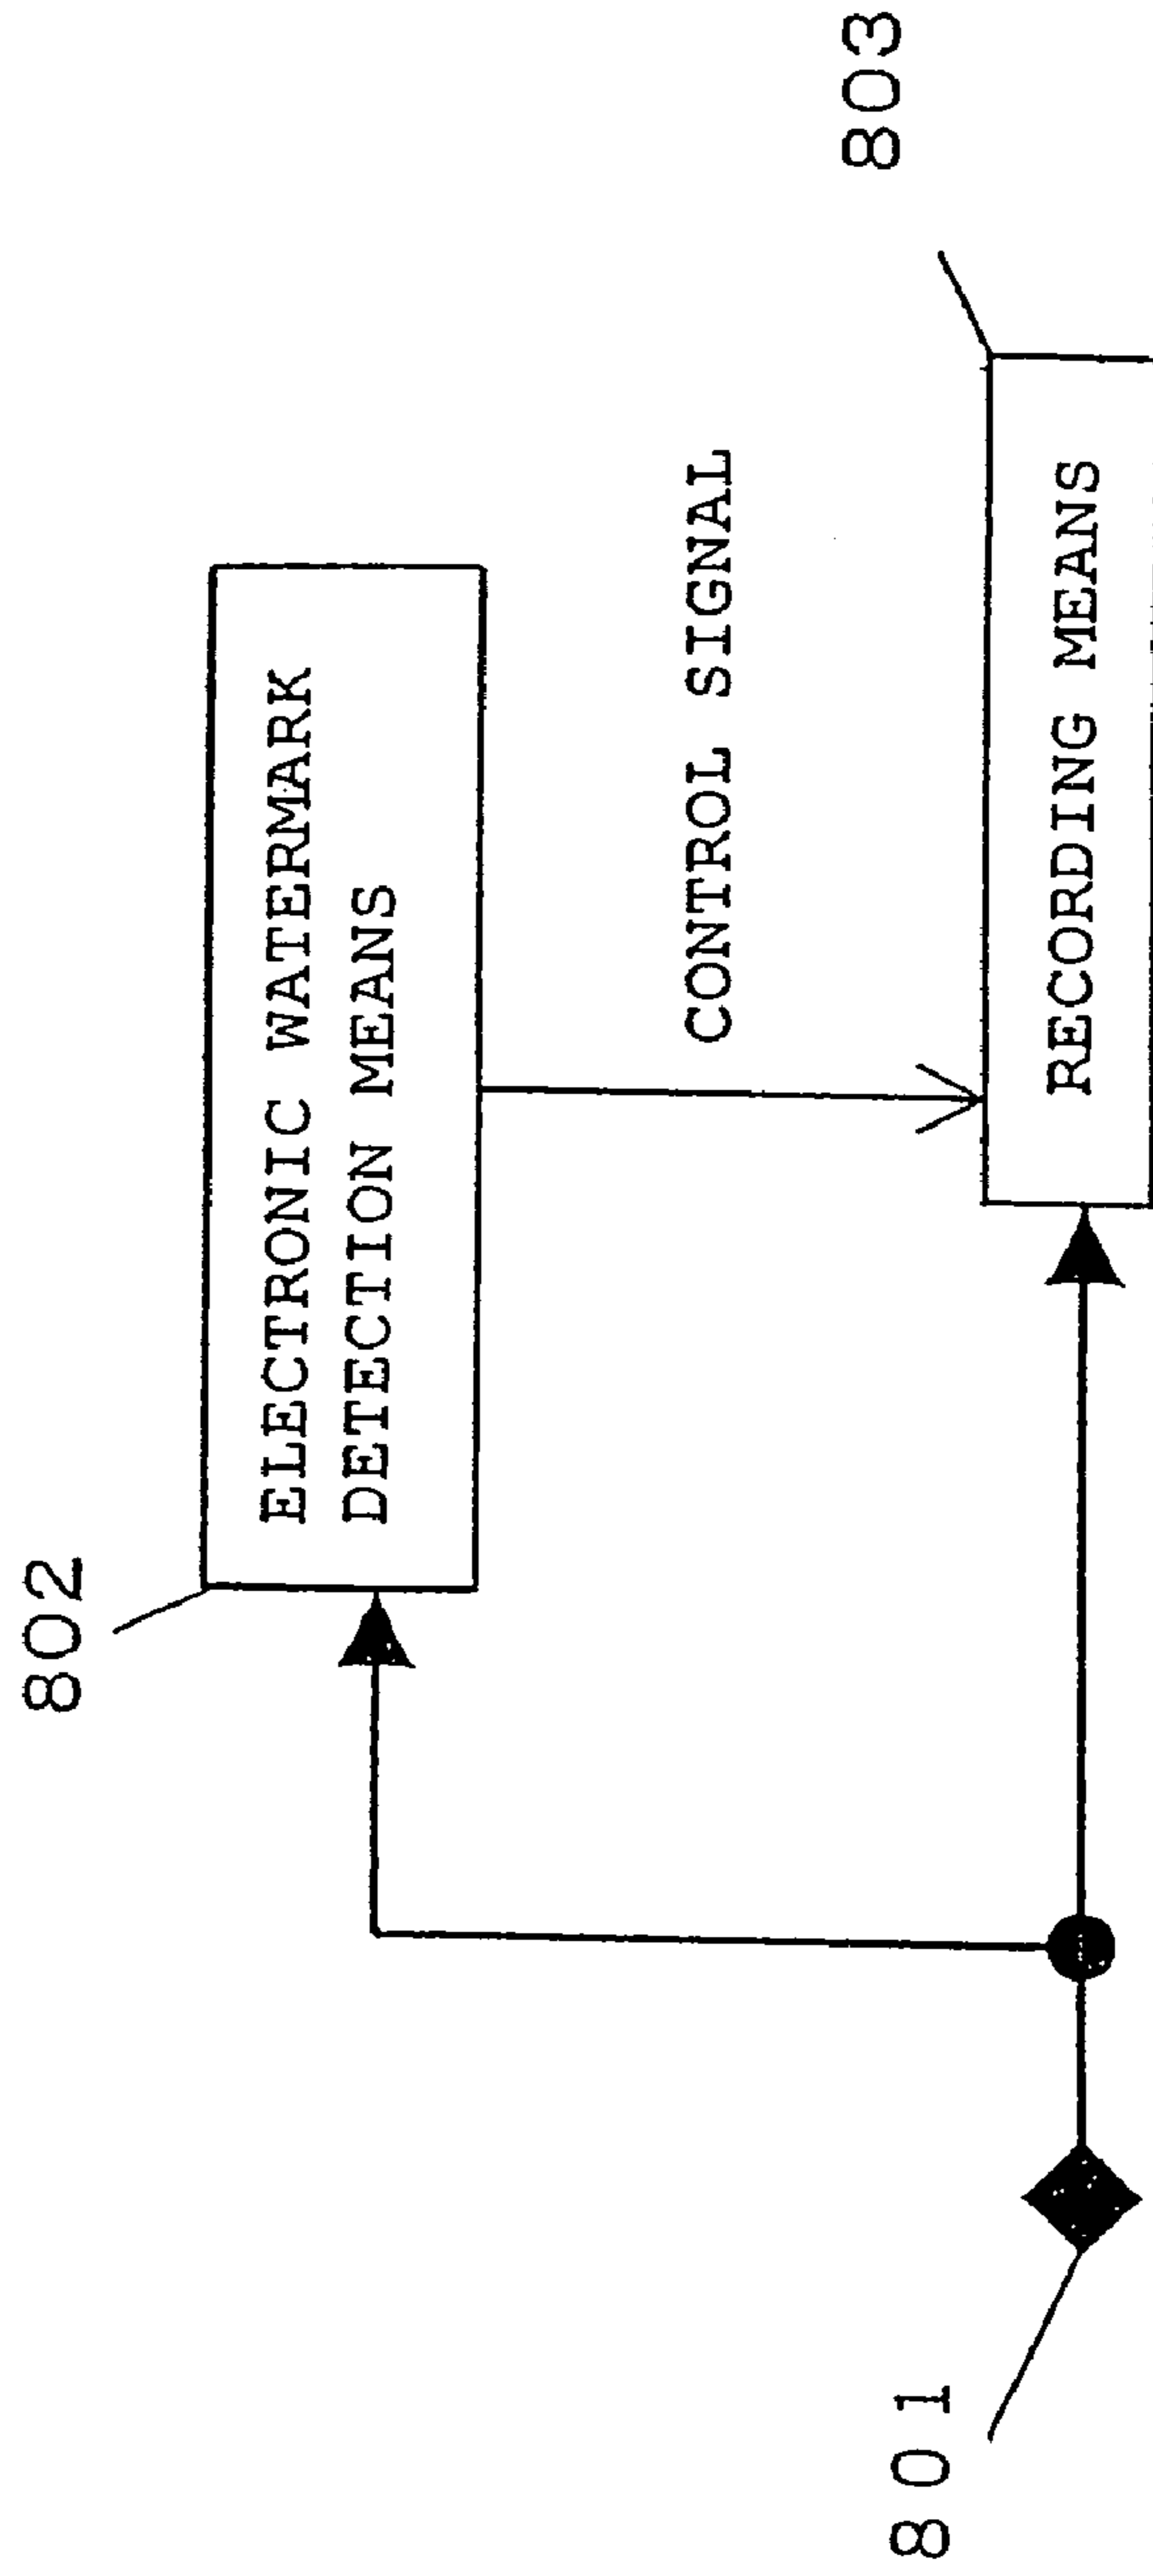 802
ELECTRONIC WATERMARK
DETECTION MEANS
CONTROL SIGNAL
803
801
RECORDING MEANS